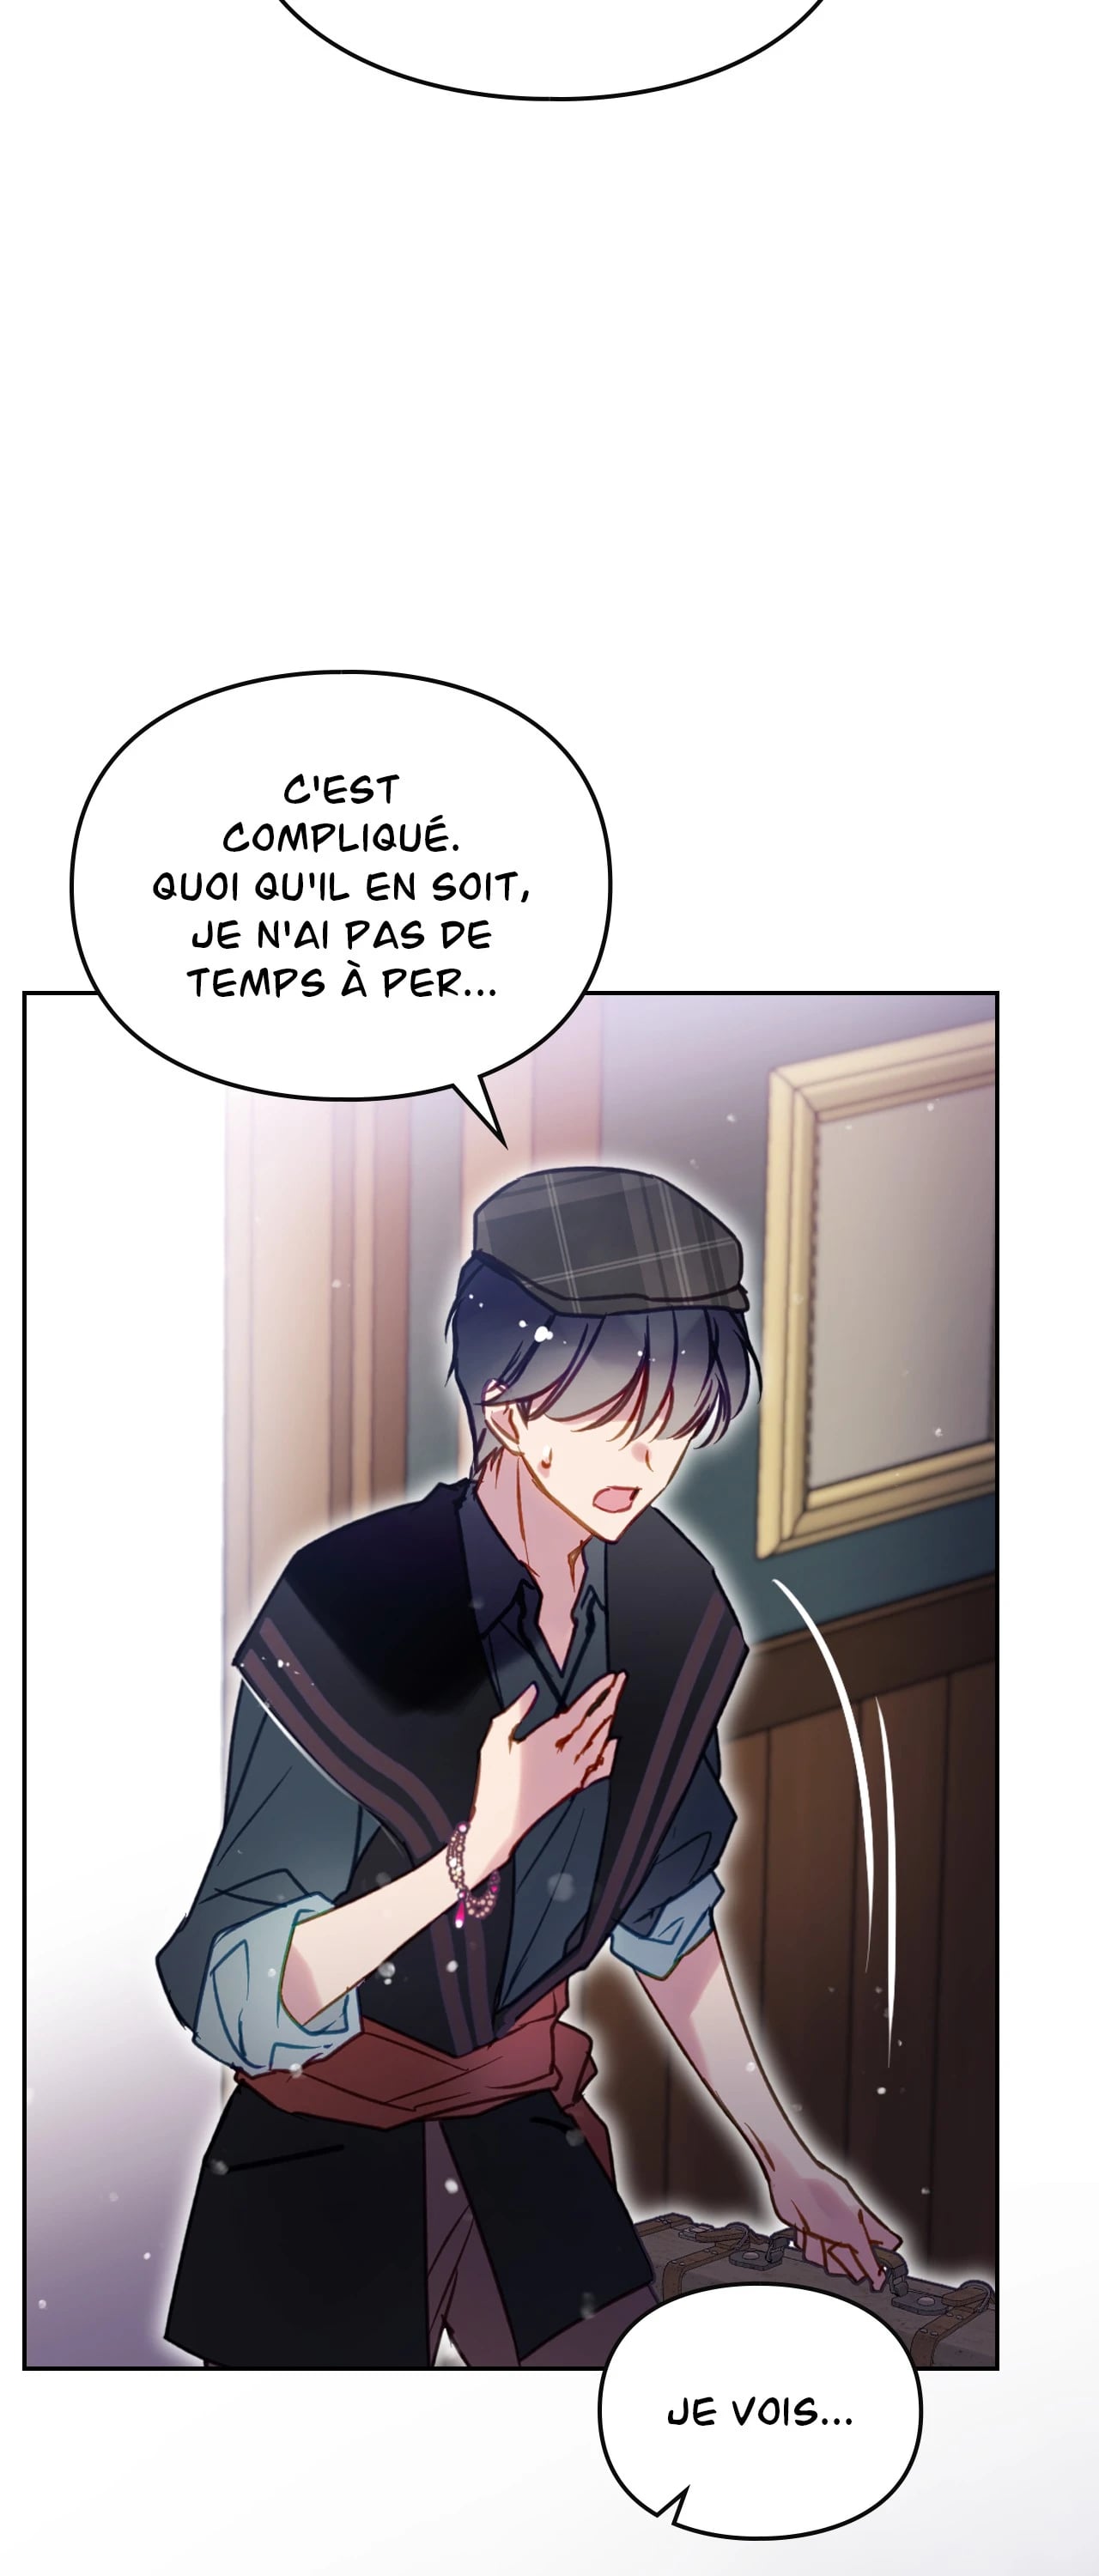 C'EST
COMPLIQUÉ.
QUOI QU'IL EN SOIT,
JE N'AI PAS DE
TEMPS À PER...
JE VOIS...